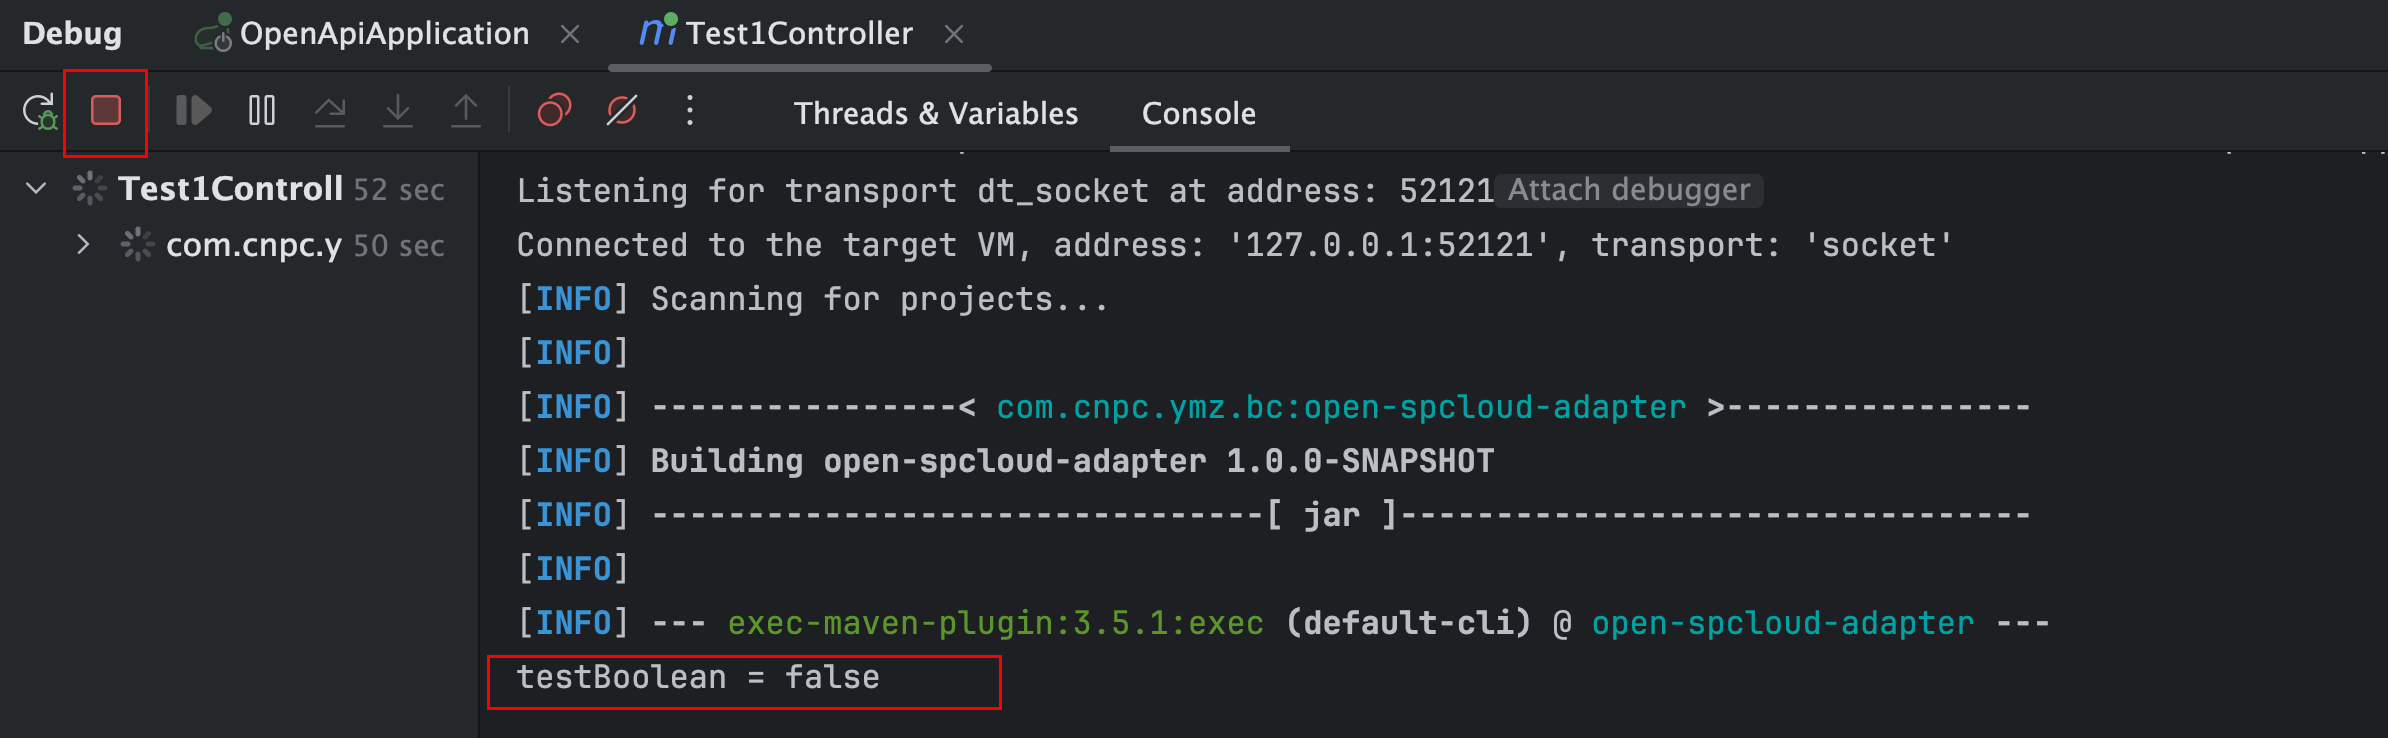 Debug OpenApiApplication Test1Controller
Threads & Variables Console
Test1Controll 52 sec
com.cnpc.y 50 sec
Listening for transport dt_socket at address: 52121 Attach debugger
Connected to the target VM, address: '127.0.0.1:52121', transport: 'socket'
[INFO] Scanning for projects...
[INFO]
[INFO] ----------------< com.cnpc.ymz.bc:open-spcloud-adapter >----------------
[INFO] Building open-spcloud-adapter 1.0.0-SNAPSHOT
[INFO] --------------------------------[ jar ]---------------------------------
[INFO]
[INFO] --- exec-maven-plugin:3.5.1:exec (default-cli) @ open-spcloud-adapter ---
testBoolean = false